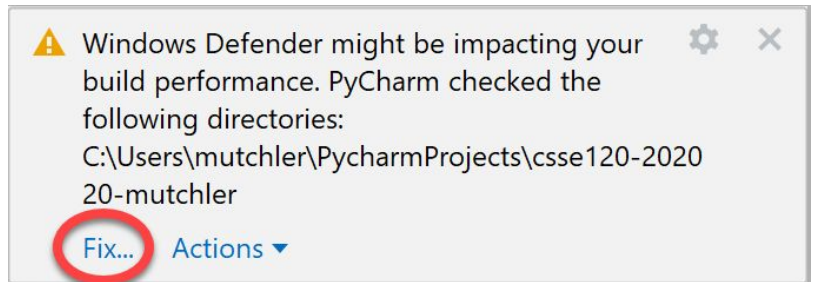 Windows Defender might be impacting your
build performance. PyCharm checked the
following directories:
C:\Users\mutchler\PycharmProjects\csse120-2020
20-mutchler
Fix... Actions